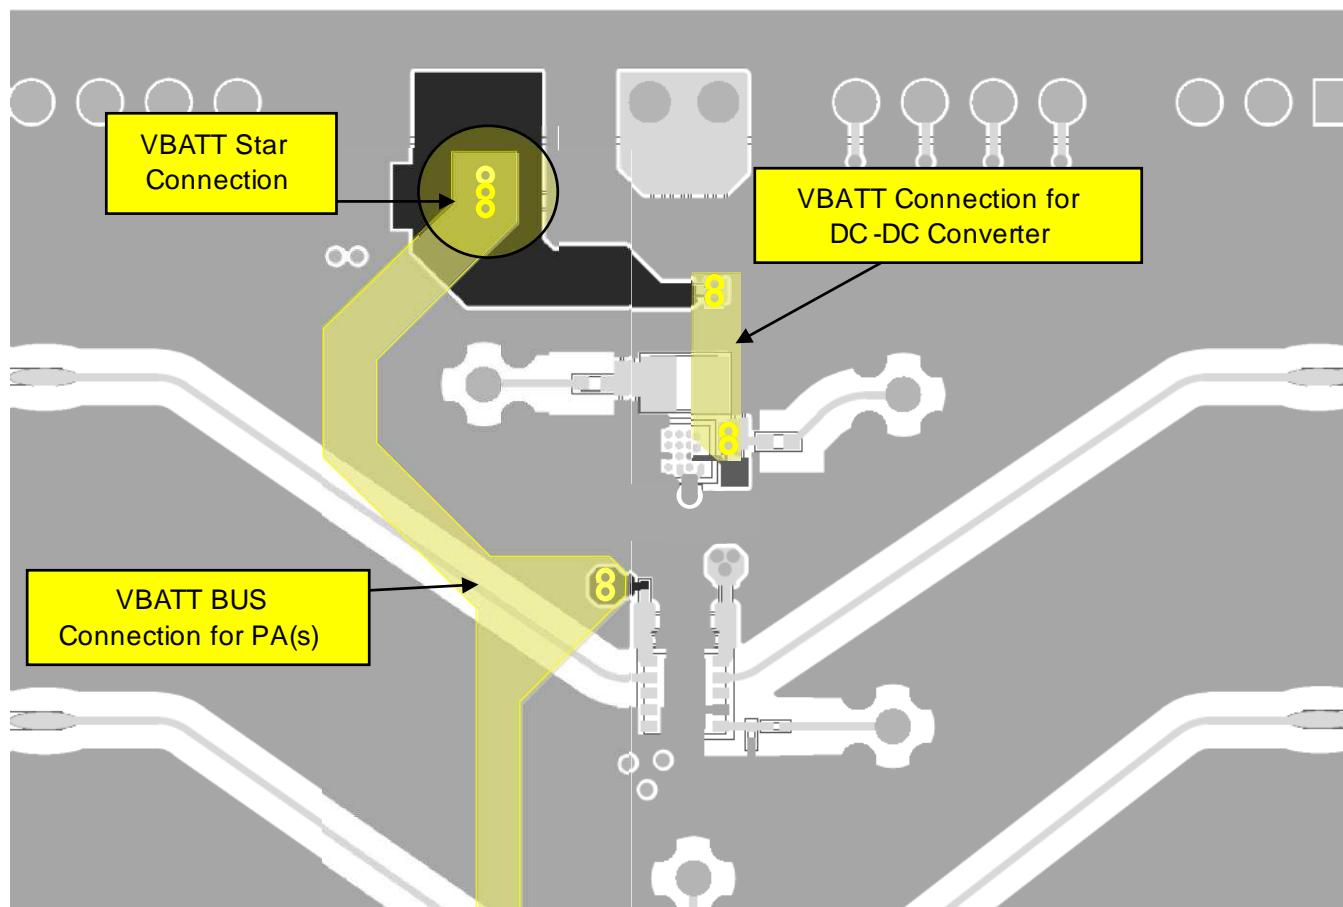 VBATT Star
Connection
VBATT Connection for
DC -DC Converter
VBATT BUS
Connection for PA(s)